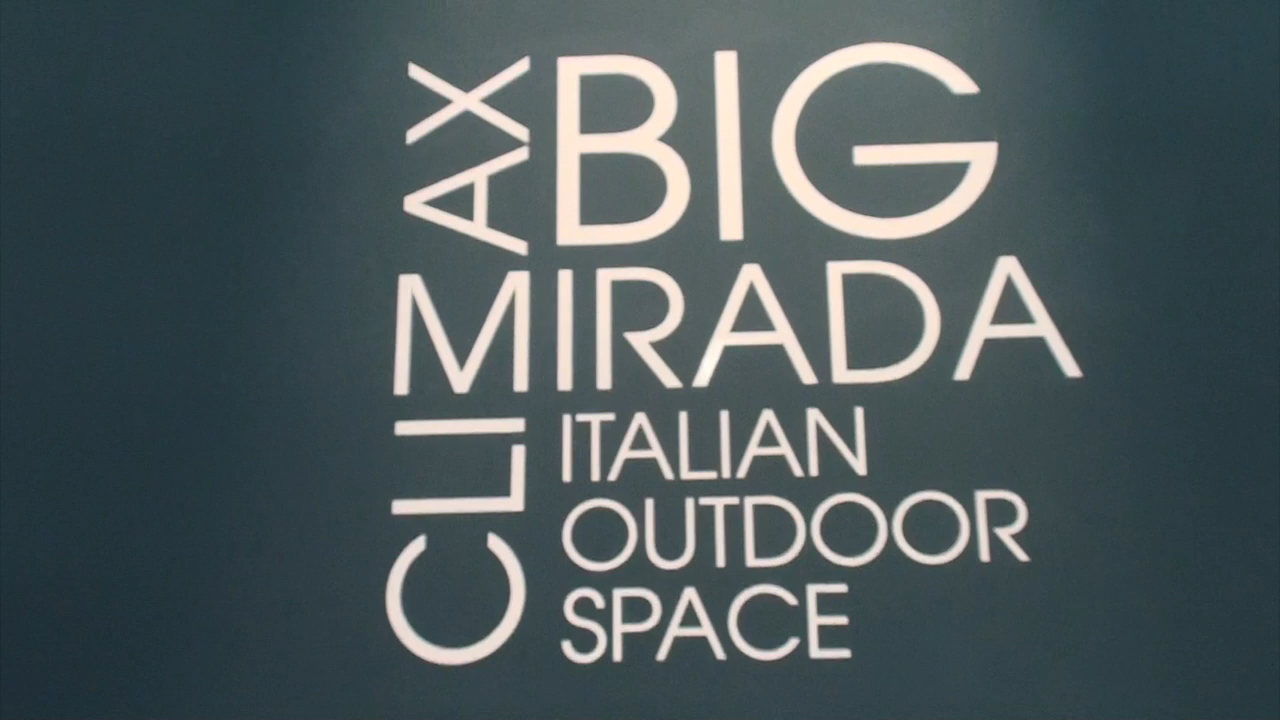 CLIMAX
BIG
MIRADA
ITALIAN
OUTDOOR
SPACE